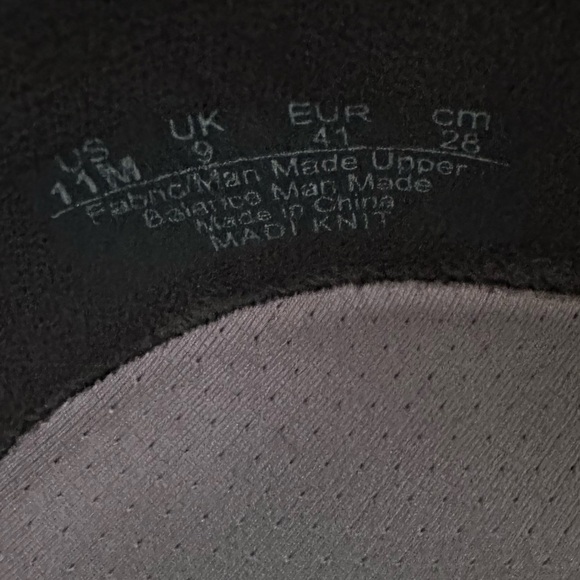 US UK EUR cm
11M 9 41 28
Fabric/Man Made Upper
Balance Man Made
Made in China
MADI KNIT